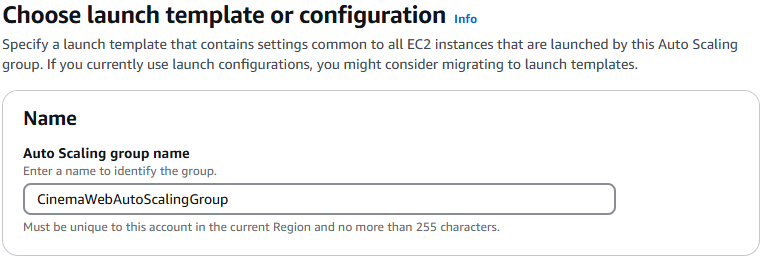 Choose launch template or configuration Info
Specify a launch template that contains settings common to all EC2 instances that are launched by this Auto Scaling
group. If you currently use launch configurations, you might consider migrating to launch templates.
Name
Auto Scaling group name
Enter a name to identify the group.
CinemaWebAutoScalingGroup
Must be unique to this account in the current Region and no more than 255 characters.